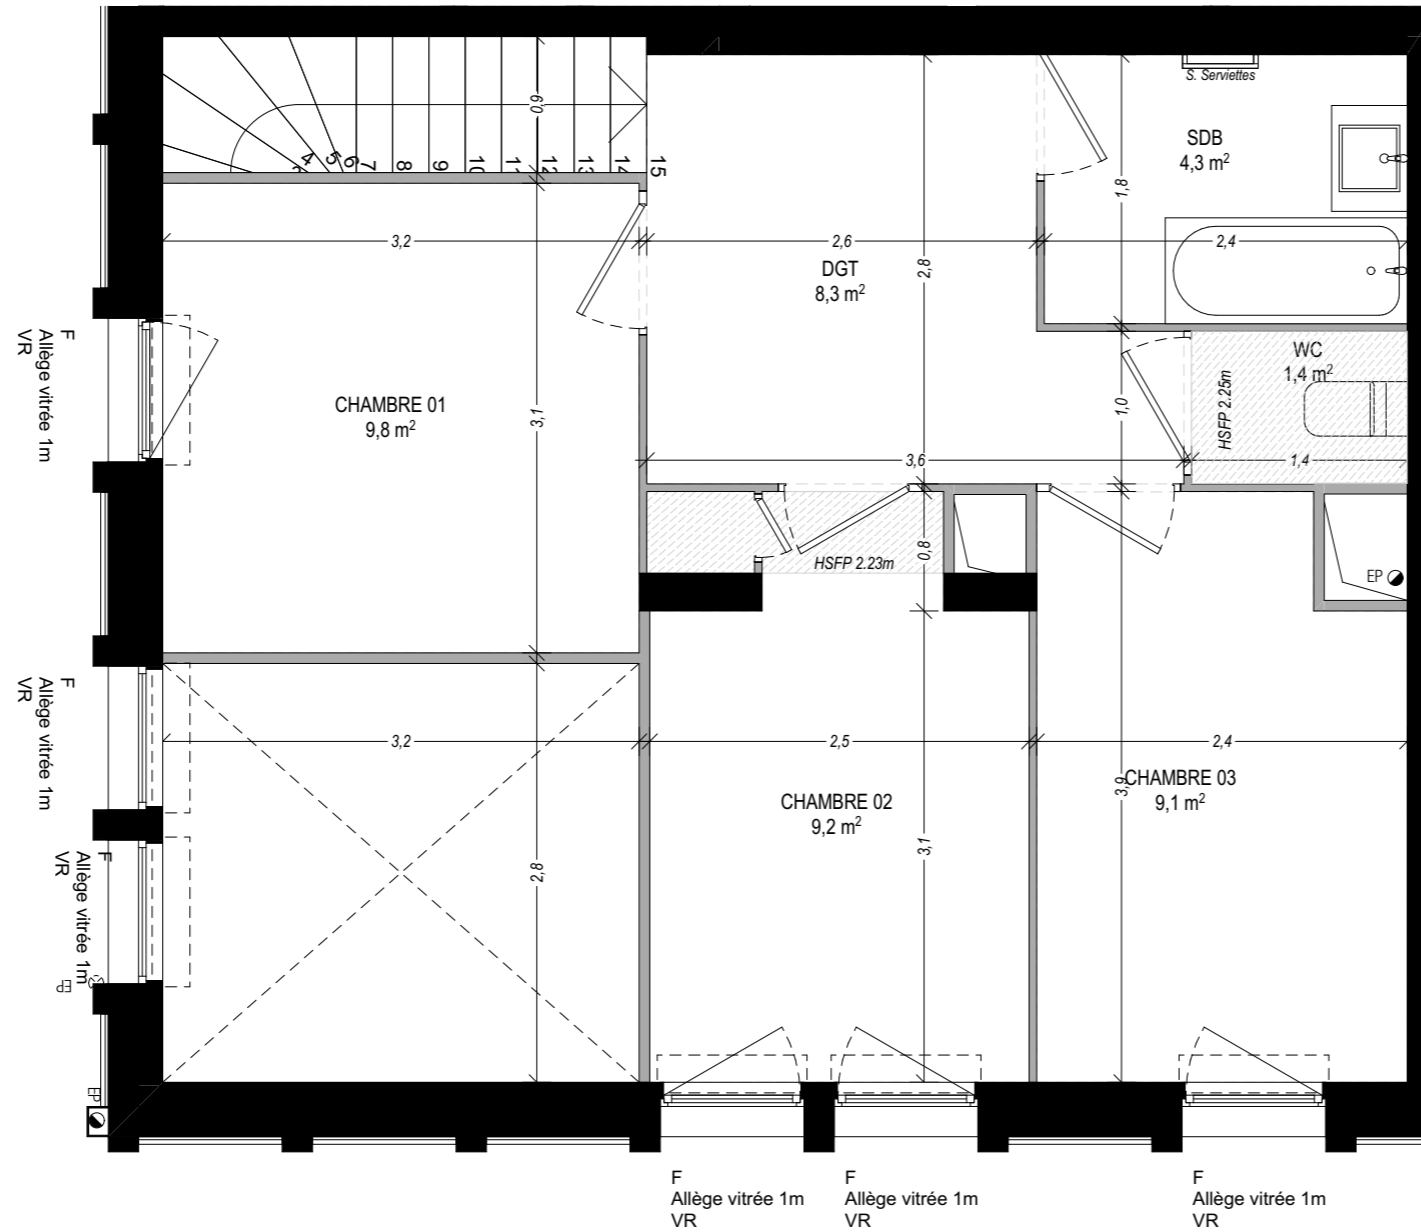 S. Serviettes
SDB
4,3 m²
0,9
4
5
6
7
8
9
10
11
12
13
14
15
1,8
3,2
2,6
2,4
DGT
8,3 m²
2,8
F
Allège vitrée 1m
VR
CHAMBRE 01
9,8 m²
3,1
WC
1,4 m²
HSFP 2.25m
1,0
3,6
1,4
HSFP 2.23m
0,8
EP
F
Allège vitrée 1m
VR
3,2
2,5
2,4
CHAMBRE 02
9,2 m²
CHAMBRE 03
9,1 m²
3,9
3,1
2,8
F
Allège vitrée 1m
VR
EP
EP
F
Allège vitrée 1m
VR
F
Allège vitrée 1m
VR
F
Allège vitrée 1m
VR